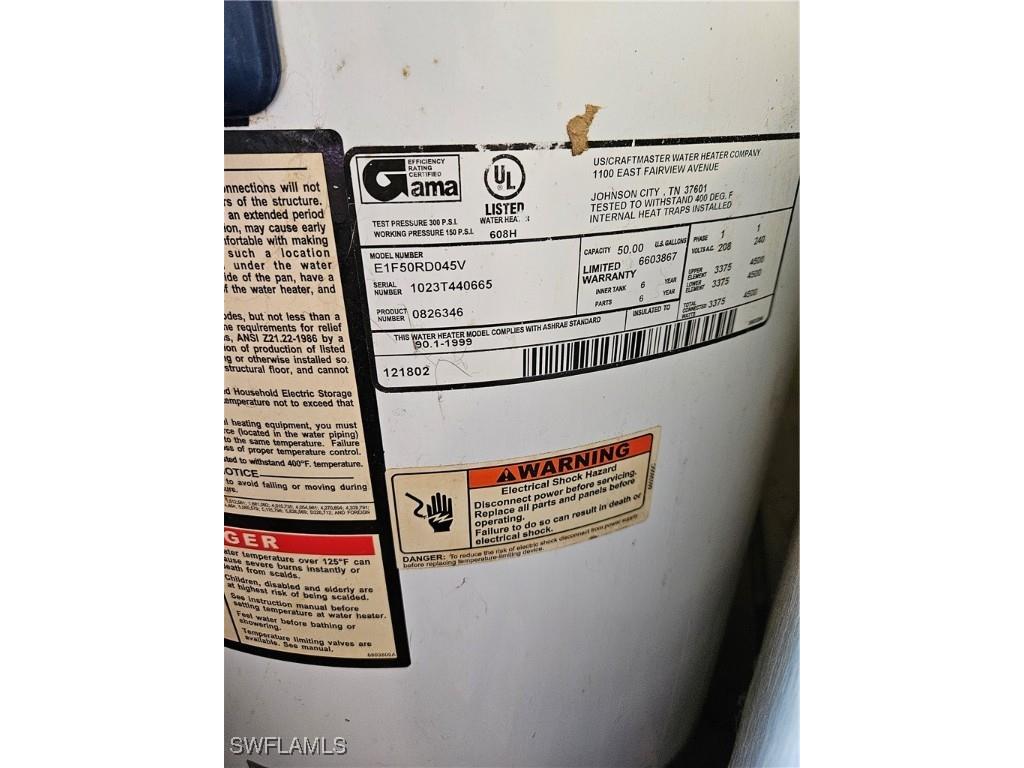 onnections will not
rs of the structure.
an extended period
ion, may cause early
mfortable with making
such a location
under the water
ide of the pan, have a
f the water heater, and
odes, but not less than a
he requirements for relief
s, ANSI Z21.22-1986 by a
ion of production of listed
ng or otherwise installed so
structural floor, and cannot
d Household Electric Storage
emperature not to exceed that
l heating equipment, you must
rce (located in the water piping)
to the same temperature. Failure
ss of proper temperature control.
ted to withstand 400°F. temperature.
OTICE
to avoid falling or moving during
ure.
GER
ater temperature over 125°F can
ause severe burns instantly or
eath from scalds.
Children, disabled and elderly are
at highest risk of being scalded.
See instruction manual before
setting temperature at water heater.
Feel water before bathing or
showering.
Temperature limiting valves are
available. See manual.
Gama
EFFICIENCY
RATING
CERTIFIED
UL
LISTED
WATER HEATER
608H
TEST PRESSURE 300 P.S.I.
WORKING PRESSURE 150 P.S.I.
US/CRAFTMASTER WATER HEATER COMPANY
1100 EAST FAIRVIEW AVENUE
JOHNSON CITY , TN 37601
TESTED TO WITHSTAND 400 DEG. F
INTERNAL HEAT TRAPS INSTALLED
MODEL NUMBER
E1F50RD045V
SERIAL NUMBER 1023T440665
PRODUCT NUMBER 0826346
CAPACITY 50.00 U.S. GALLONS
LIMITED WARRANTY 6603867
INNER TANK 6 YEAR
PARTS 6 YEAR
PHASE 1 1
VOLTS A.C. 208 240
UPPER ELEMENT 3375 4500
LOWER ELEMENT 3375 4500
TOTAL CONNECTED WATTS 3375 4500
THIS WATER HEATER MODEL COMPLIES WITH ASHRAE STANDARD
90.1-1999
INSULATED TO
121802
WARNING
Electrical Shock Hazard
Disconnect power before servicing.
Replace all parts and panels before
operating.
Failure to do so can result in death or
electrical shock.
DANGER: To reduce the risk of electric shock disconnect from power supply
before replacing temperature limiting device.
SWFLAMLS